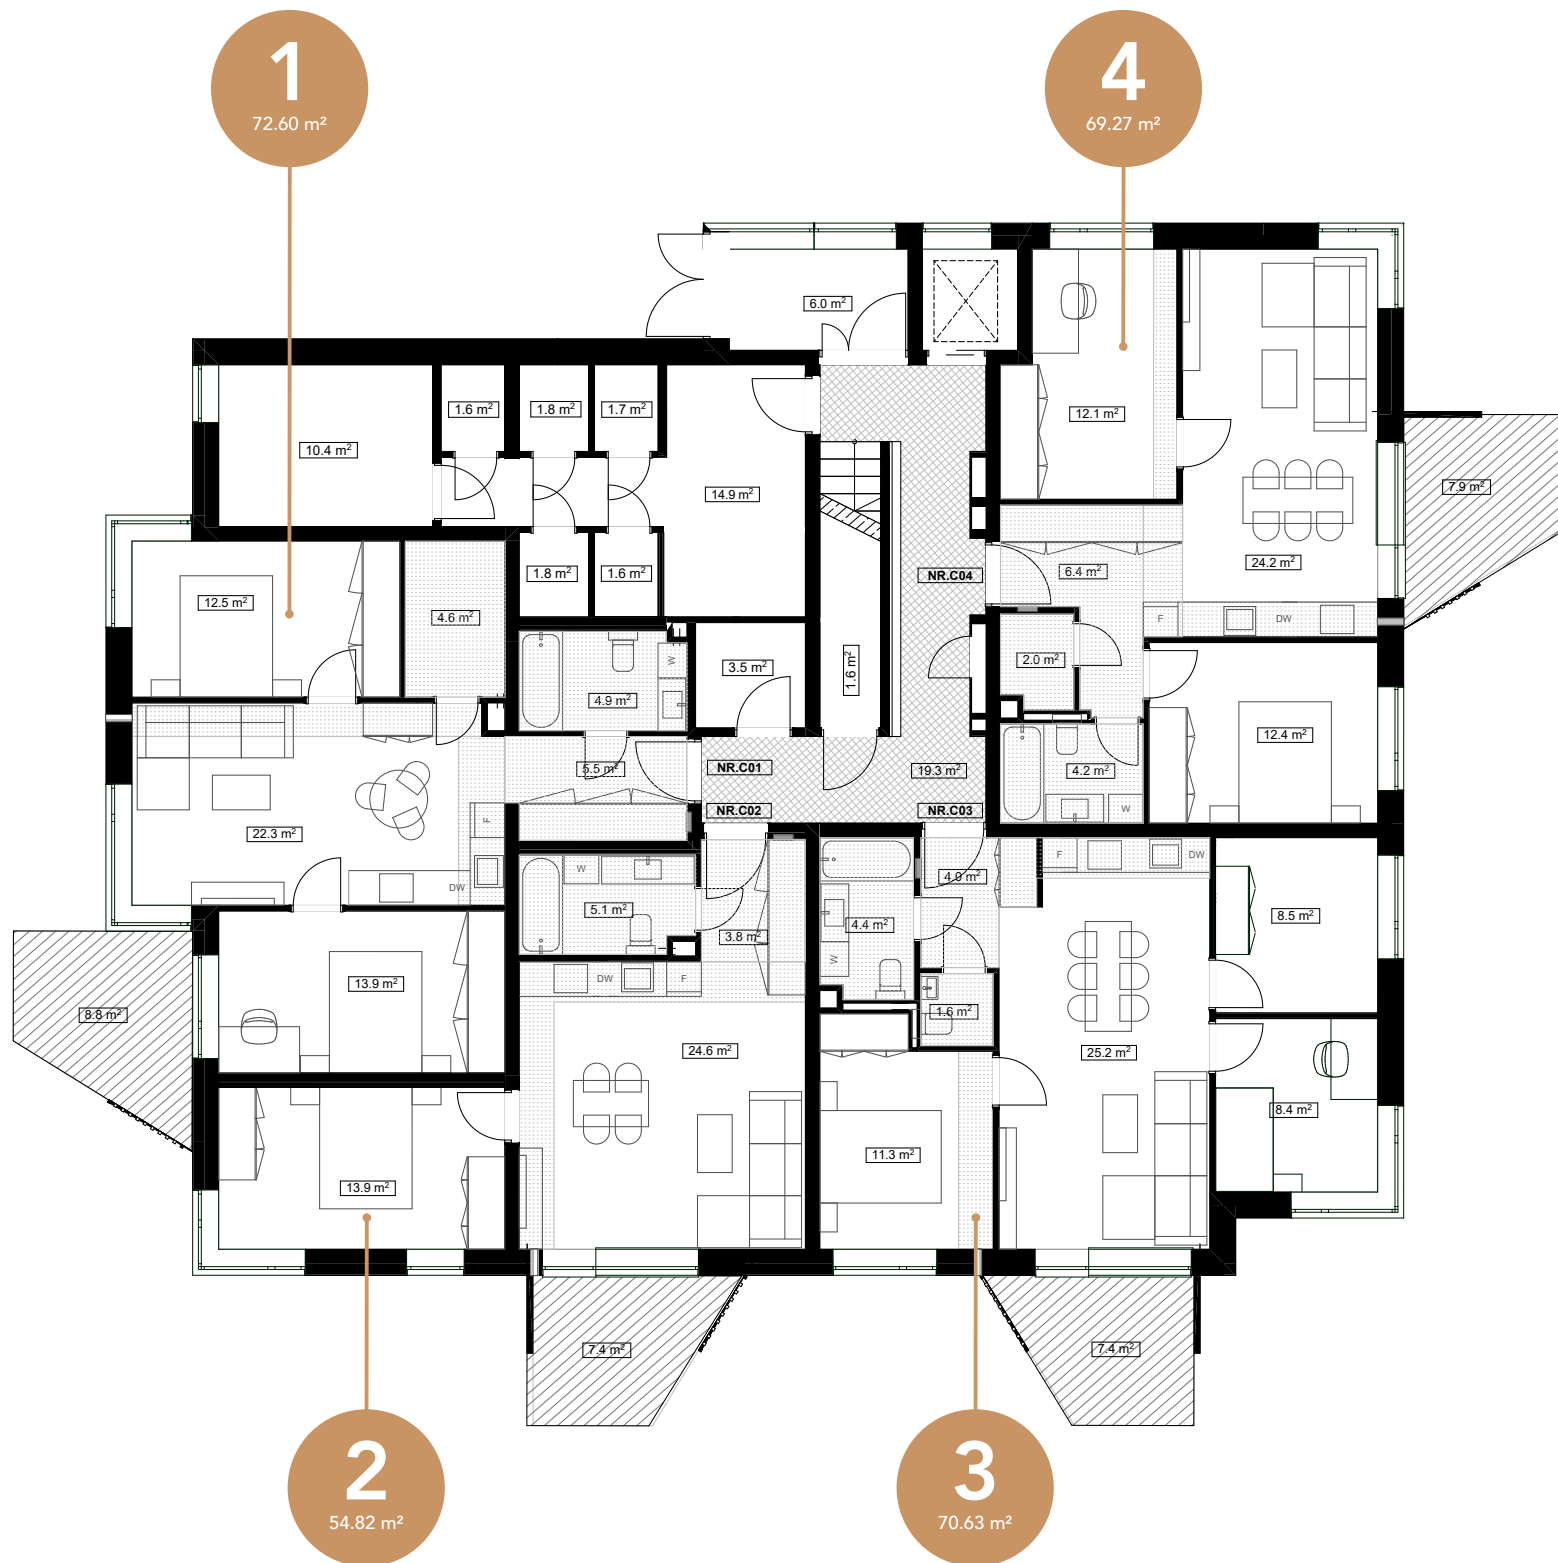 1
72.60 m²
4
69.27 m²
6.0 m²
1.6 m²
1.8 m²
1.7 m²
12.1 m²
10.4 m²
14.9 m²
7.9 m²
24.2 m²
NR.C04
6.4 m²
1.8 m²
1.6 m²
12.5 m²
4.6 m²
F
DW
2.0 m²
W
3.5 m²
1.6 m²
4.9 m²
12.4 m²
5.5 m²
NR.C01
19.3 m²
4.2 m²
NR.C02
NR.C03
W
22.3 m²
F
DW
F
DW
W
4.0 m²
5.1 m²
4.4 m²
8.5 m²
3.8 m²
W
13.9 m²
DW
F
8.8 m²
1.6 m²
24.6 m²
25.2 m²
8.4 m²
11.3 m²
13.9 m²
7.4 m²
7.4 m²
2
54.82 m²
3
70.63 m²